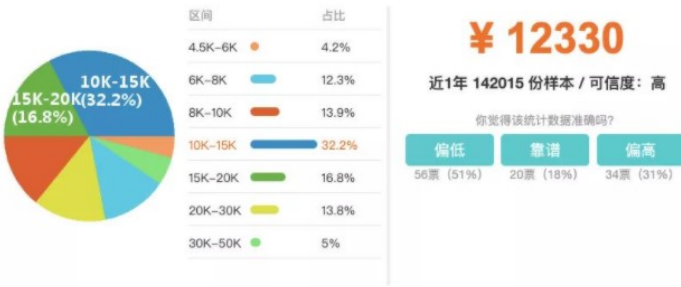 10K-15K
(32.2%)
15K-20K
(16.8%)
区间 占比
4.5K-6K 4.2%
6K-8K 12.3%
8K-10K 13.9%
10K-15K 32.2%
15K-20K 16.8%
20K-30K 13.8%
30K-50K 5%
¥ 12330
近1年 142015 份样本 / 可信度：高
你觉得该统计数据准确吗?
偏低 靠谱 偏高
56票（51%） 20票（18%） 34票（31%）